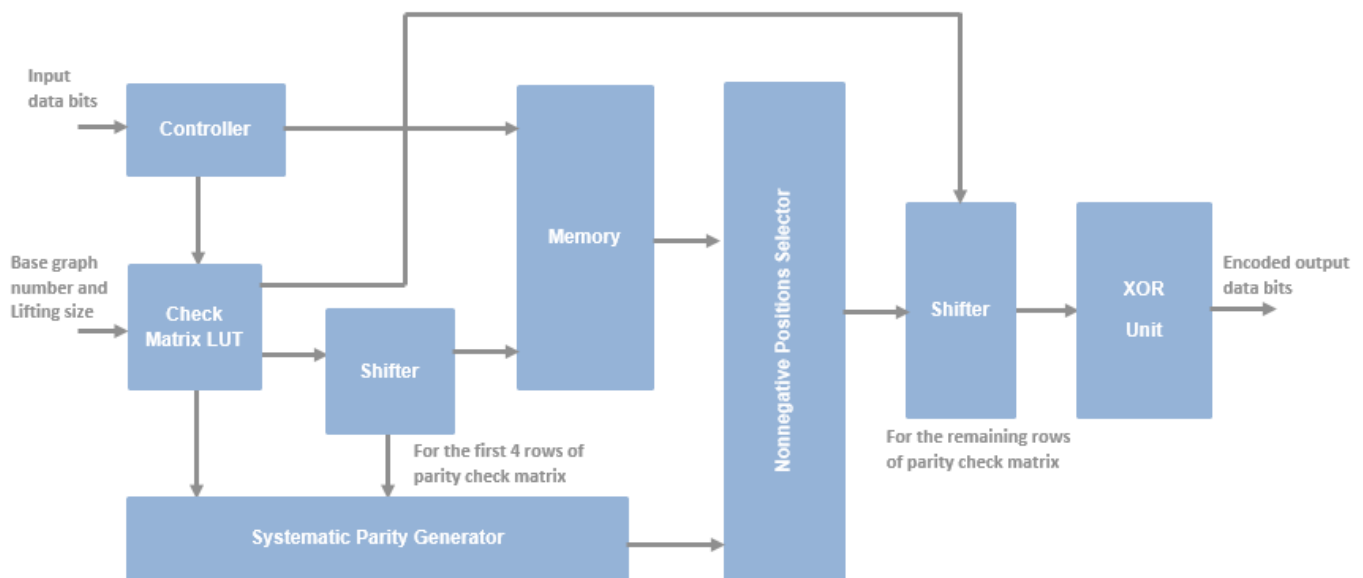 Input
data bits
Controller
Memory
Nonnegative Positions Selector
Base graph
number and
Lifting size
Check
Matrix LUT
Shifter
For the first 4 rows of
parity check matrix
Systematic Parity Generator
Shifter
For the remaining rows
of parity check matrix
XOR
Unit
Encoded output
data bits